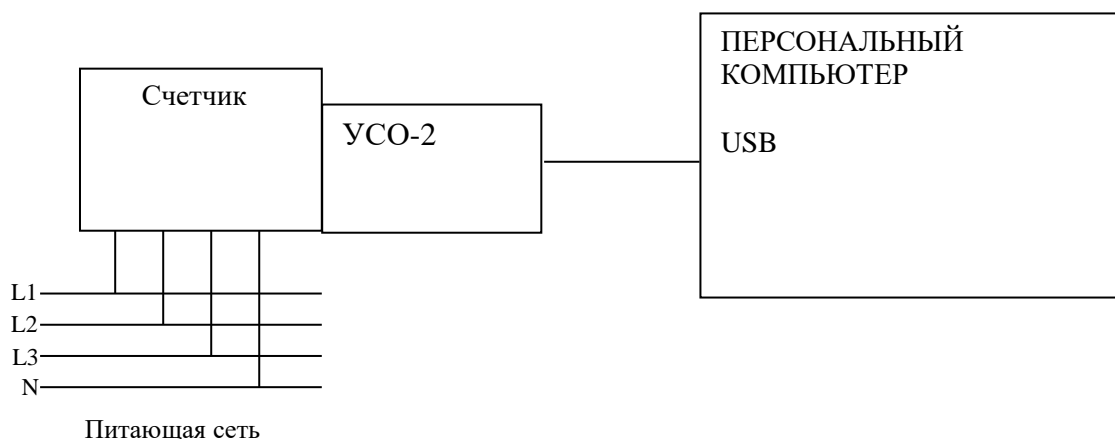 ПЕРСОНАЛЬНЫЙ
КОМПЬЮТЕР
USB
Счетчик
УСО-2
L1
L2
L3
N
Питающая сеть